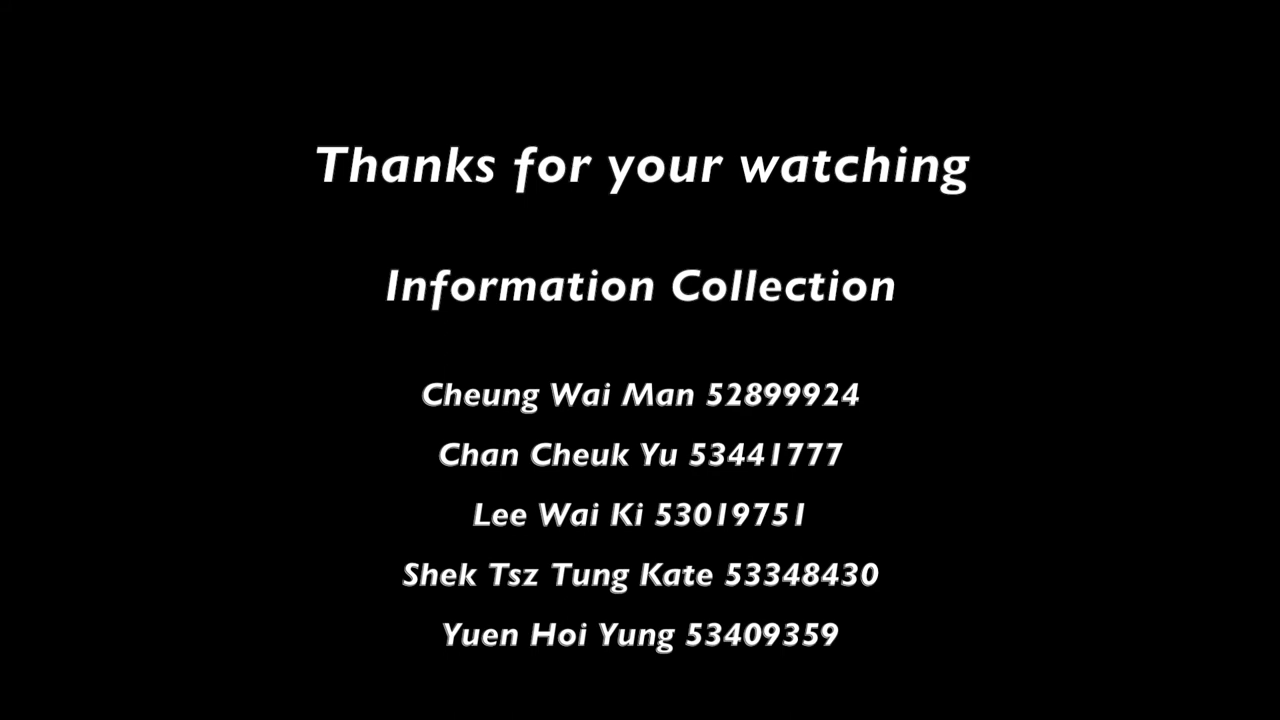 Thanks for your watching
Information Collection
Cheung Wai Man 52899924
Chan Cheuk Yu 53441777
Lee Wai Ki 53019751
Shek Tsz Tung Kate 53348430
Yuen Hoi Yung 53409359